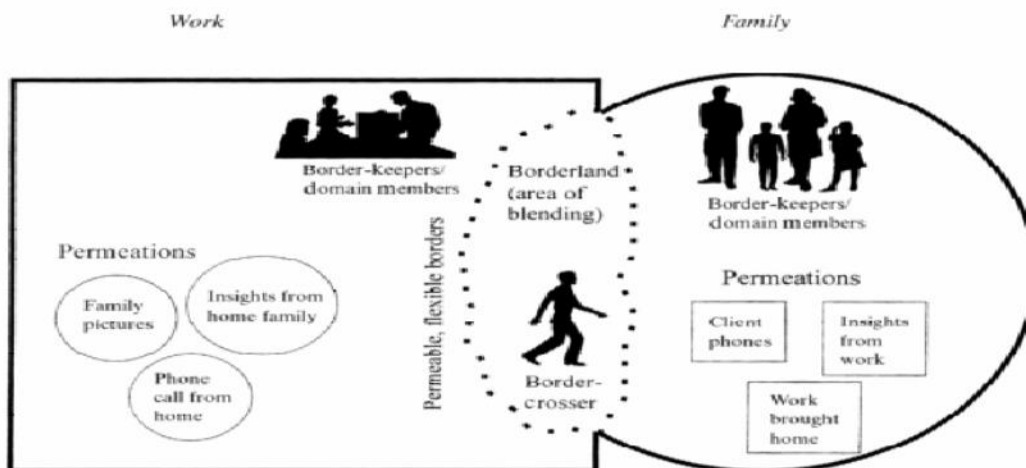 Work
Family
Border-keepers/
domain members
Permeations
Family
pictures
Insights from
home family
Phone
call from
home
Permeable, flexible borders
Borderland
(area of
blending)
Border-
crosser
Border-keepers/
domain members
Permeations
Client
phones
Insights
from
work
Work
brought
home